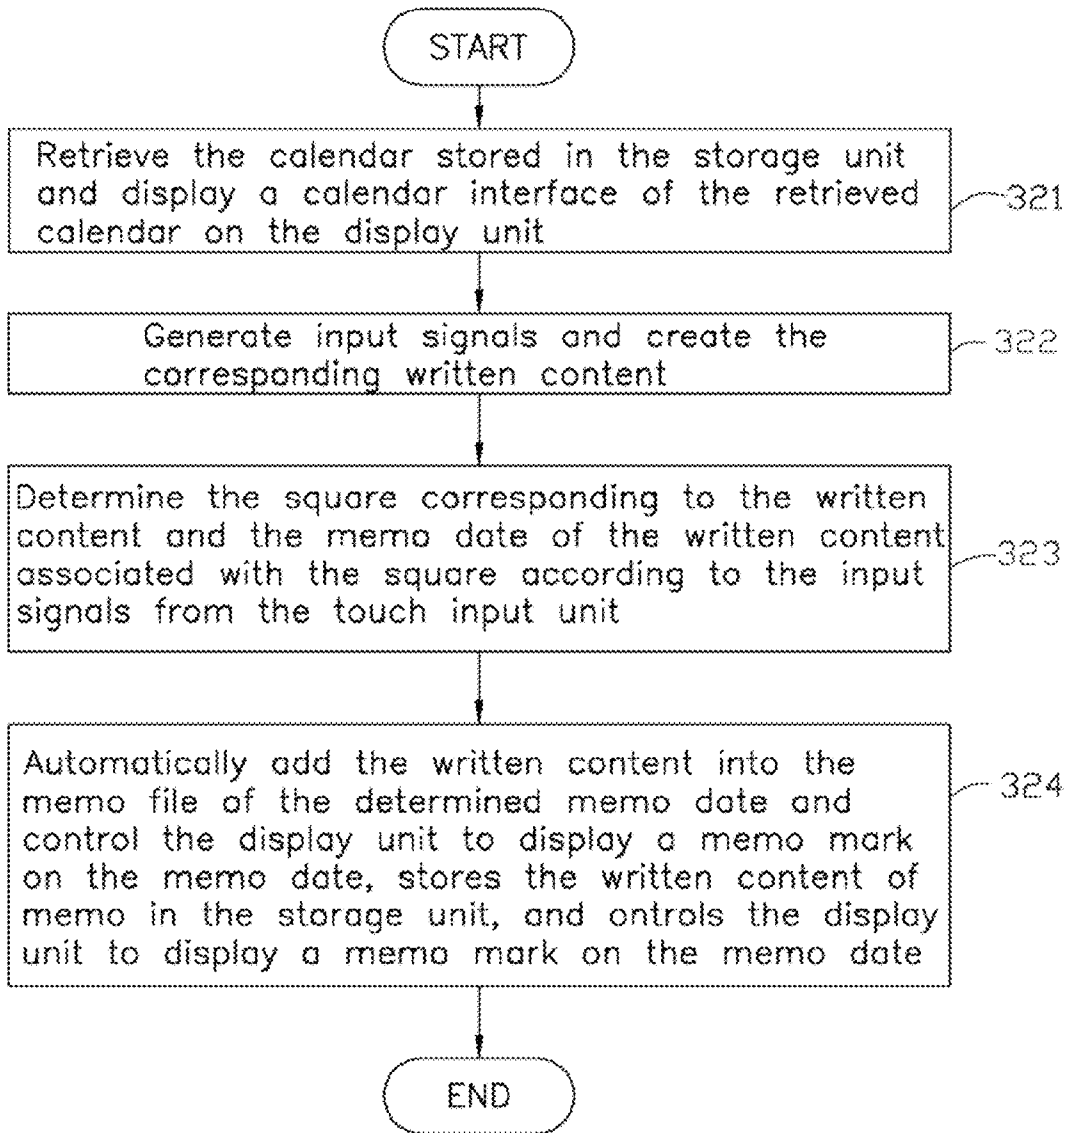 START
Retrieve the calendar stored in the storage unit
and display a calendar interface of the retrieved
calendar on the display unit
321
Generate input signals and create the
corresponding written content
322
Determine the square corresponding to the written
content and the memo date of the written content
associated with the square according to the input
signals from the touch input unit
323
Automatically add the written content into the
memo file of the determined memo date and
control the display unit to display a memo mark
on the memo date, stores the written content of
memo in the storage unit, and ontrols the display
unit to display a memo mark on the memo date
324
END